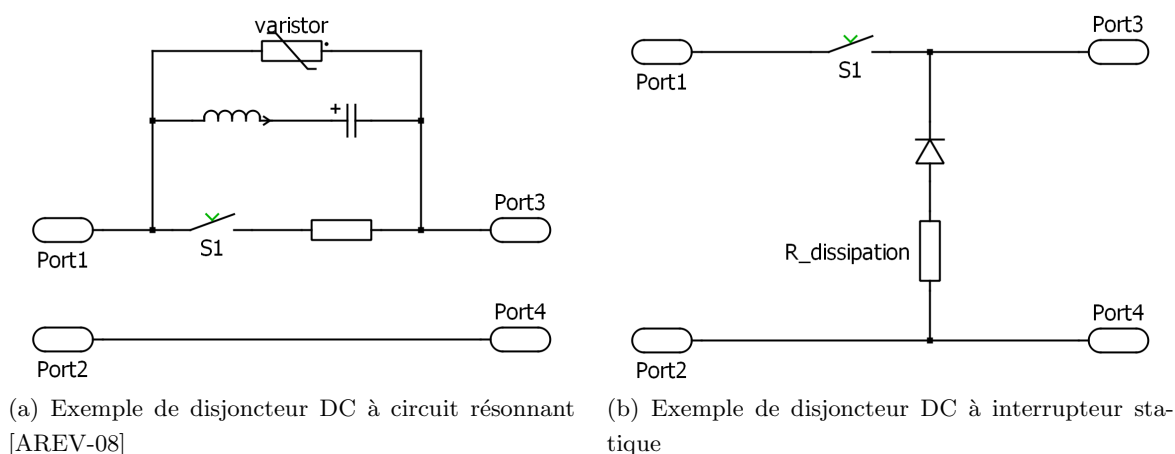 varistor
+
Port3
Port1
S1
Port4
Port2
(a) Exemple de disjoncteur DC à circuit résonnant
[AREV-08]
Port3
Port1
S1
R_dissipation
Port4
Port2
(b) Exemple de disjoncteur DC à interrupteur sta-
tique